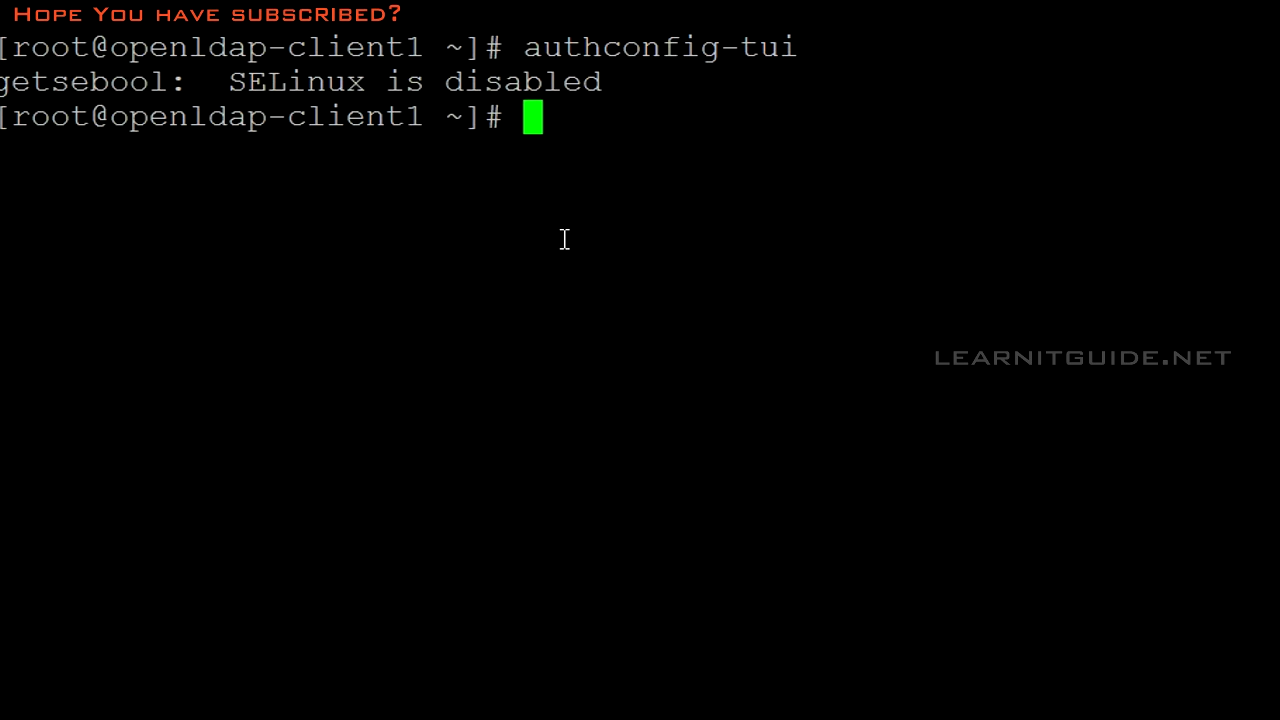 Hope You have subscribed?
[root@openldap-client1 ~]# authconfig-tui
getsebool:  SELinux is disabled
[root@openldap-client1 ~]#
LEARNITGUIDE.NET